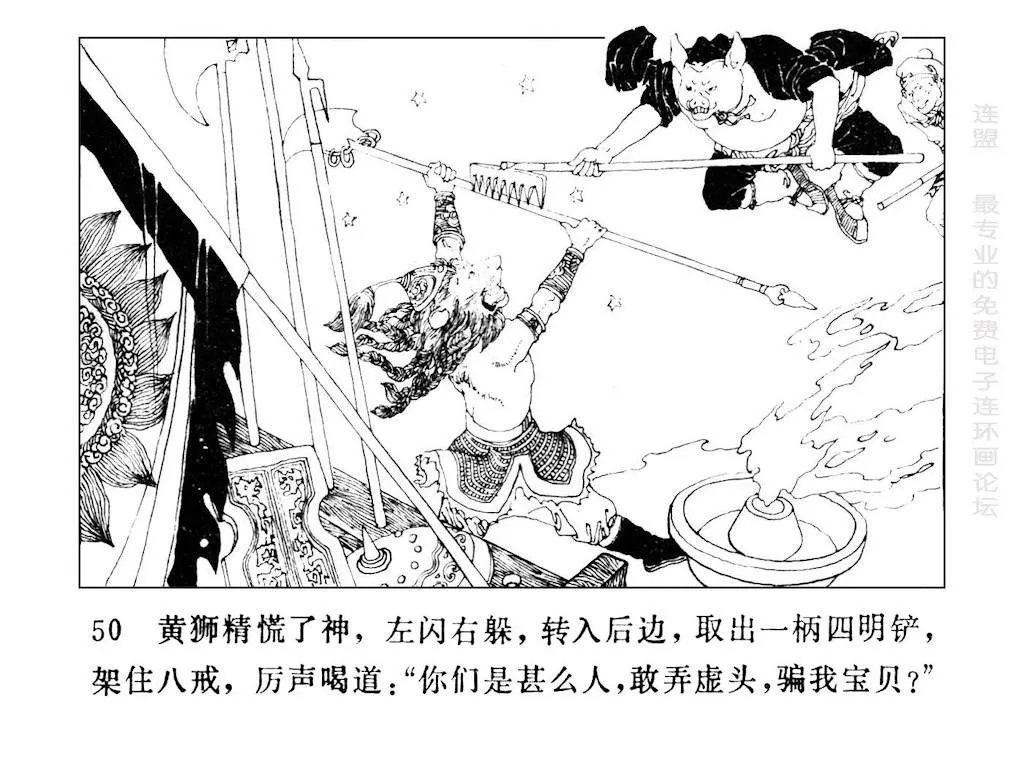 50 黄狮精慌了神，左闪右躲，转入后边，取出一柄四明铲，
架住八戒，厉声喝道：“你们是甚么人，敢弄虚头，骗我宝贝？”
连盟 最专业的免费电子连环画论坛